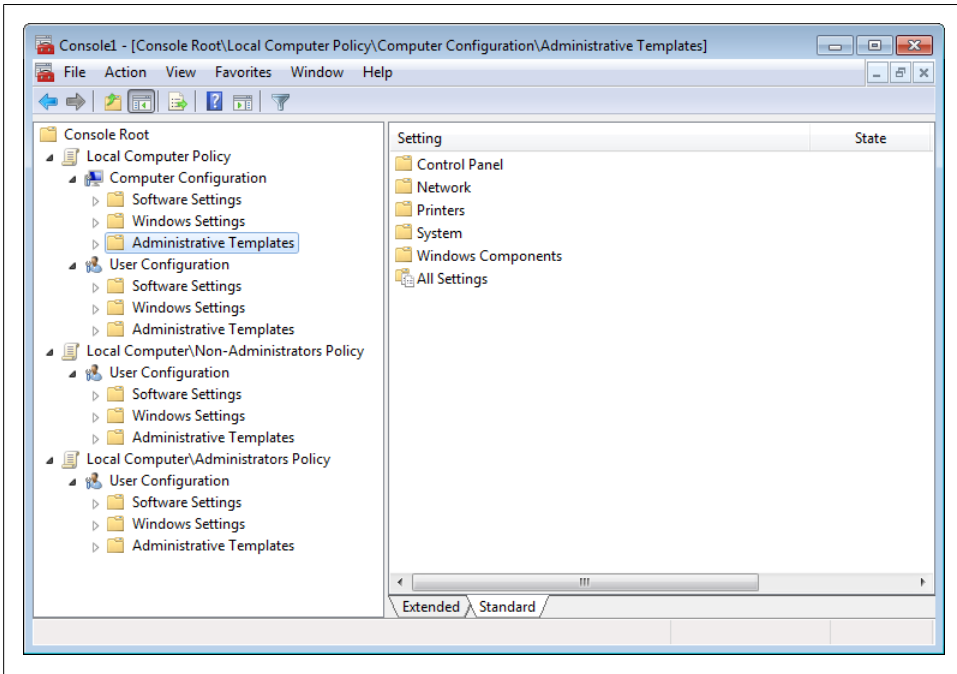 Console1 - [Console Root\Local Computer Policy\Computer Configuration\Administrative Templates]
File Action View Favorites Window Help
Console Root
Local Computer Policy
Computer Configuration
Software Settings
Windows Settings
Administrative Templates
User Configuration
Software Settings
Windows Settings
Administrative Templates
Local Computer\Non-Administrators Policy
User Configuration
Software Settings
Windows Settings
Administrative Templates
Local Computer\Administrators Policy
User Configuration
Software Settings
Windows Settings
Administrative Templates
Setting State
Control Panel
Network
Printers
System
Windows Components
All Settings
Extended Standard